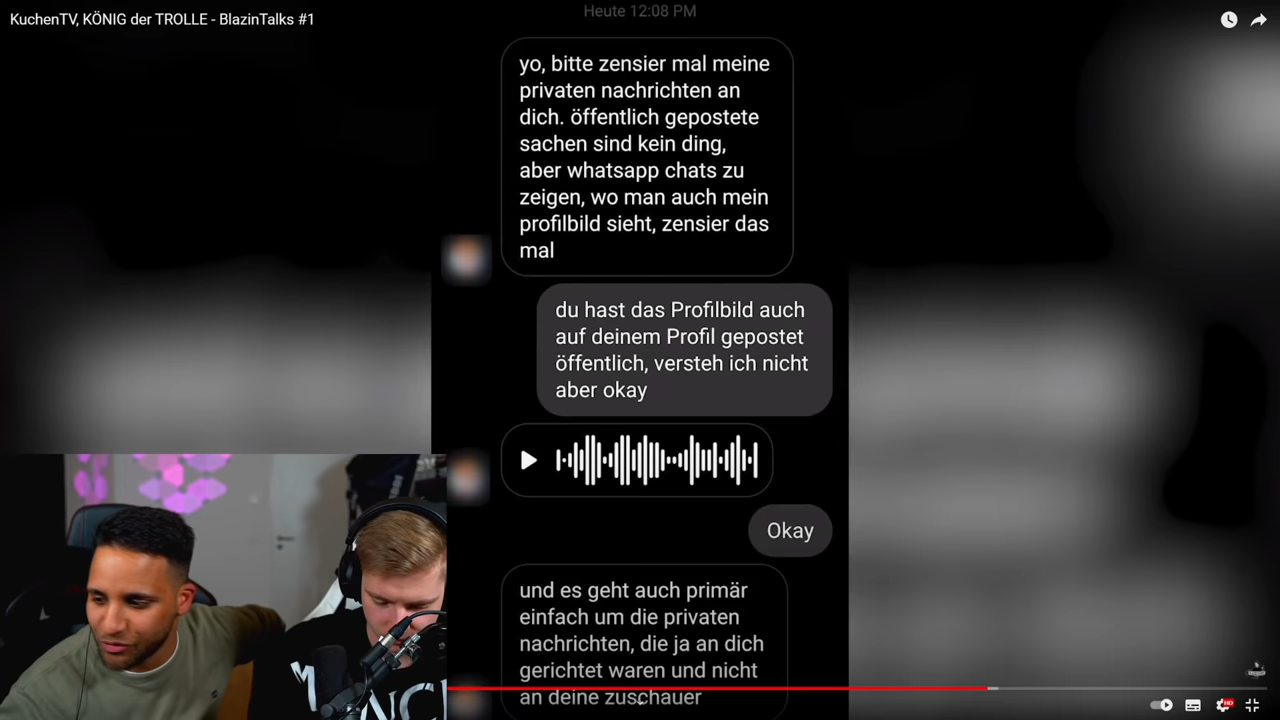 KuchenTV, KÖNIG der TROLLE - BlazinTalks #1
Heute 12:08 PM
yo, bitte zensier mal meine
privaten nachrichten an
dich. öffentlich gepostete
sachen sind kein ding,
aber whatsapp chats zu
zeigen, wo man auch mein
profilbild sieht, zensier das
mal
du hast das Profilbild auch
auf deinem Profil gepostet
öffentlich, versteh ich nicht
aber okay
Okay
und es geht auch primär
einfach um die privaten
nachrichten, die ja an dich
gerichtet waren und nicht
an deine zuschauer
HD